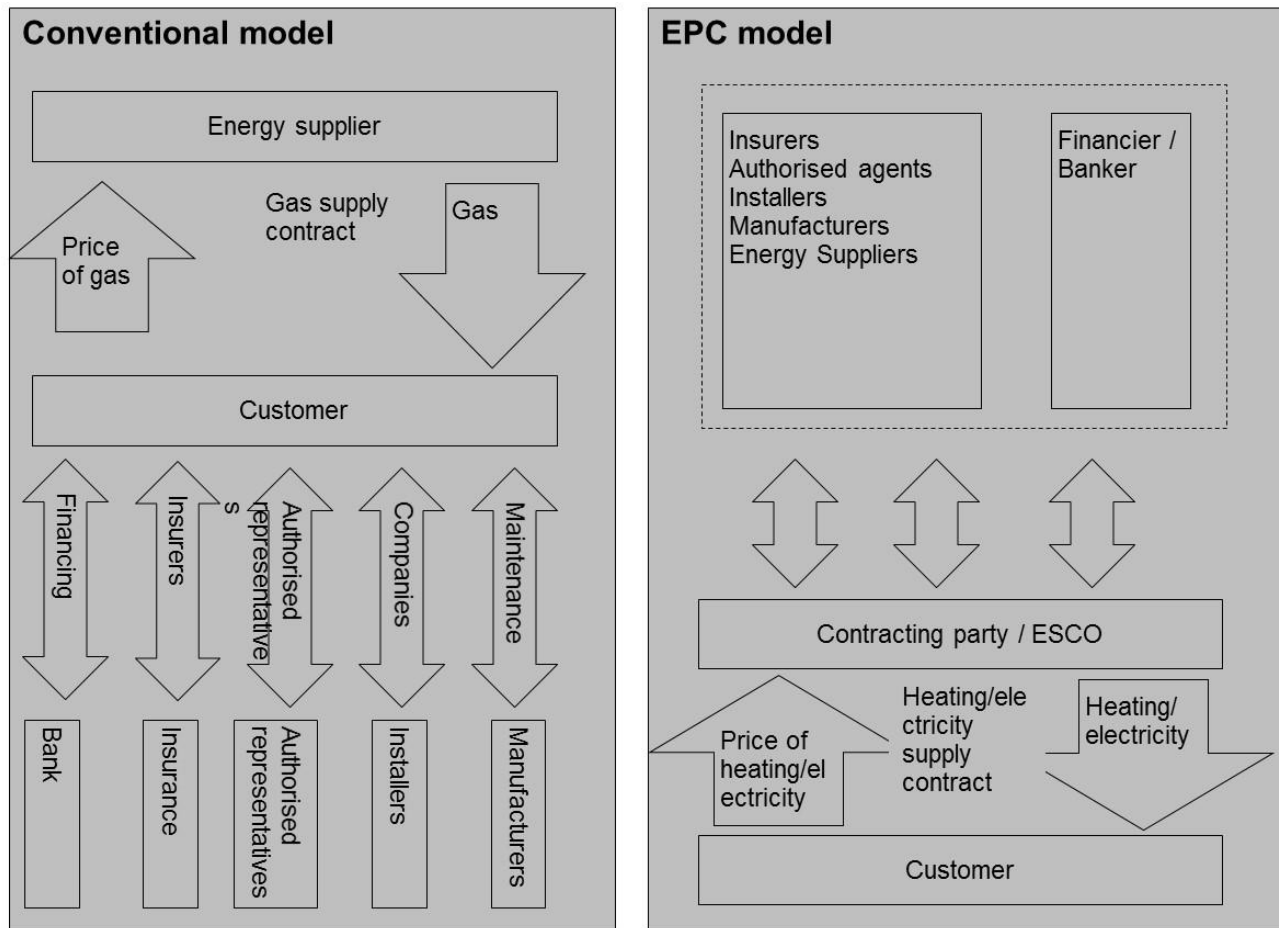 Conventional model
Energy supplier
Price
of gas
Gas supply
contract
Gas
Customer
Financing
Insurers
Authorised
representative
s
Companies
Maintenance
Bank
Insurance
Authorised
representatives
Installers
Manufacturers
EPC model
Insurers
Authorised agents
Installers
Manufacturers
Energy Suppliers
Financier /
Banker
Contracting party / ESCO
Price of
heating/el
ectricity
Heating/ele
ctricity
supply
contract
Heating/
electricity
Customer